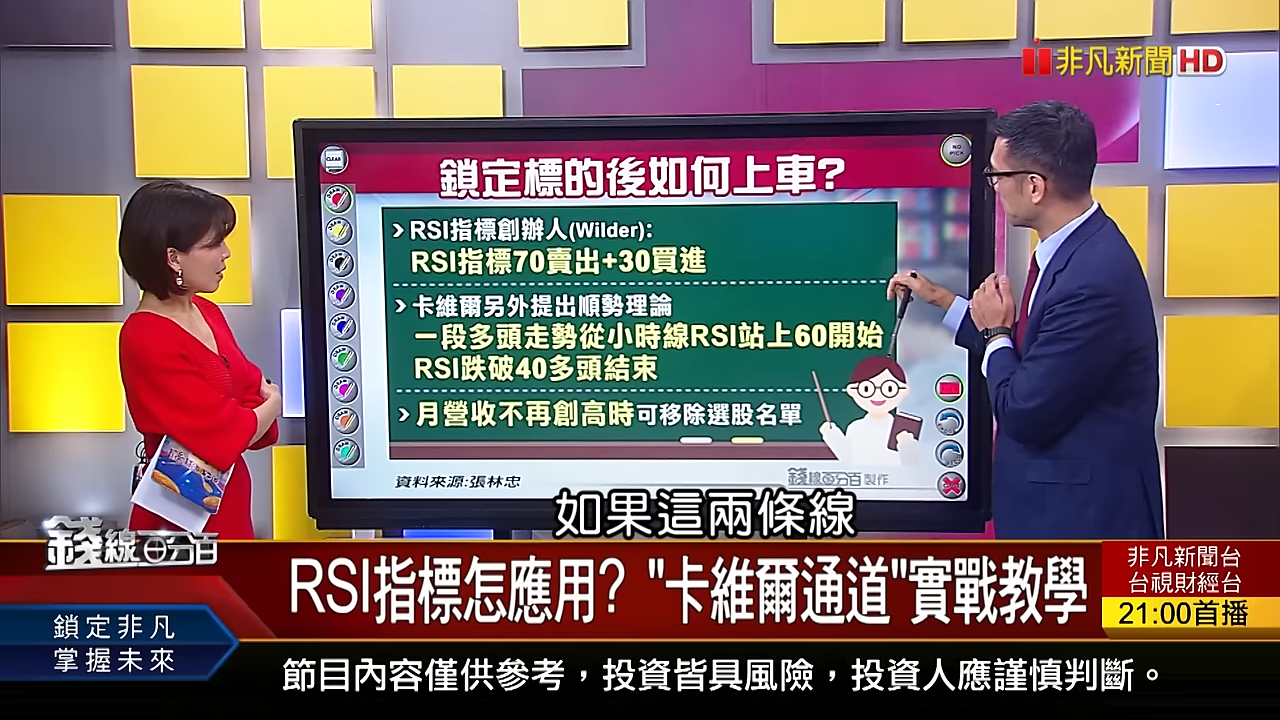 非凡新聞HD
CLEAR
NO PICK
鎖定標的後如何上車?
› RSI指標創辦人(Wilder):
RSI指標70賣出+30買進
› 卡維爾另外提出順勢理論
一段多頭走勢從小時線RSI站上60開始
RSI跌破40多頭結束
› 月營收不再創高時可移除選股名單
資料來源:張林忠
錢線百分百 製作
如果這兩條線
錢線百分百
RSI指標怎應用? "卡維爾通道"實戰教學
非凡新聞台
台視財經台
21:00首播
鎖定非凡
掌握未來
節目內容僅供參考，投資皆具風險，投資人應謹慎判斷。